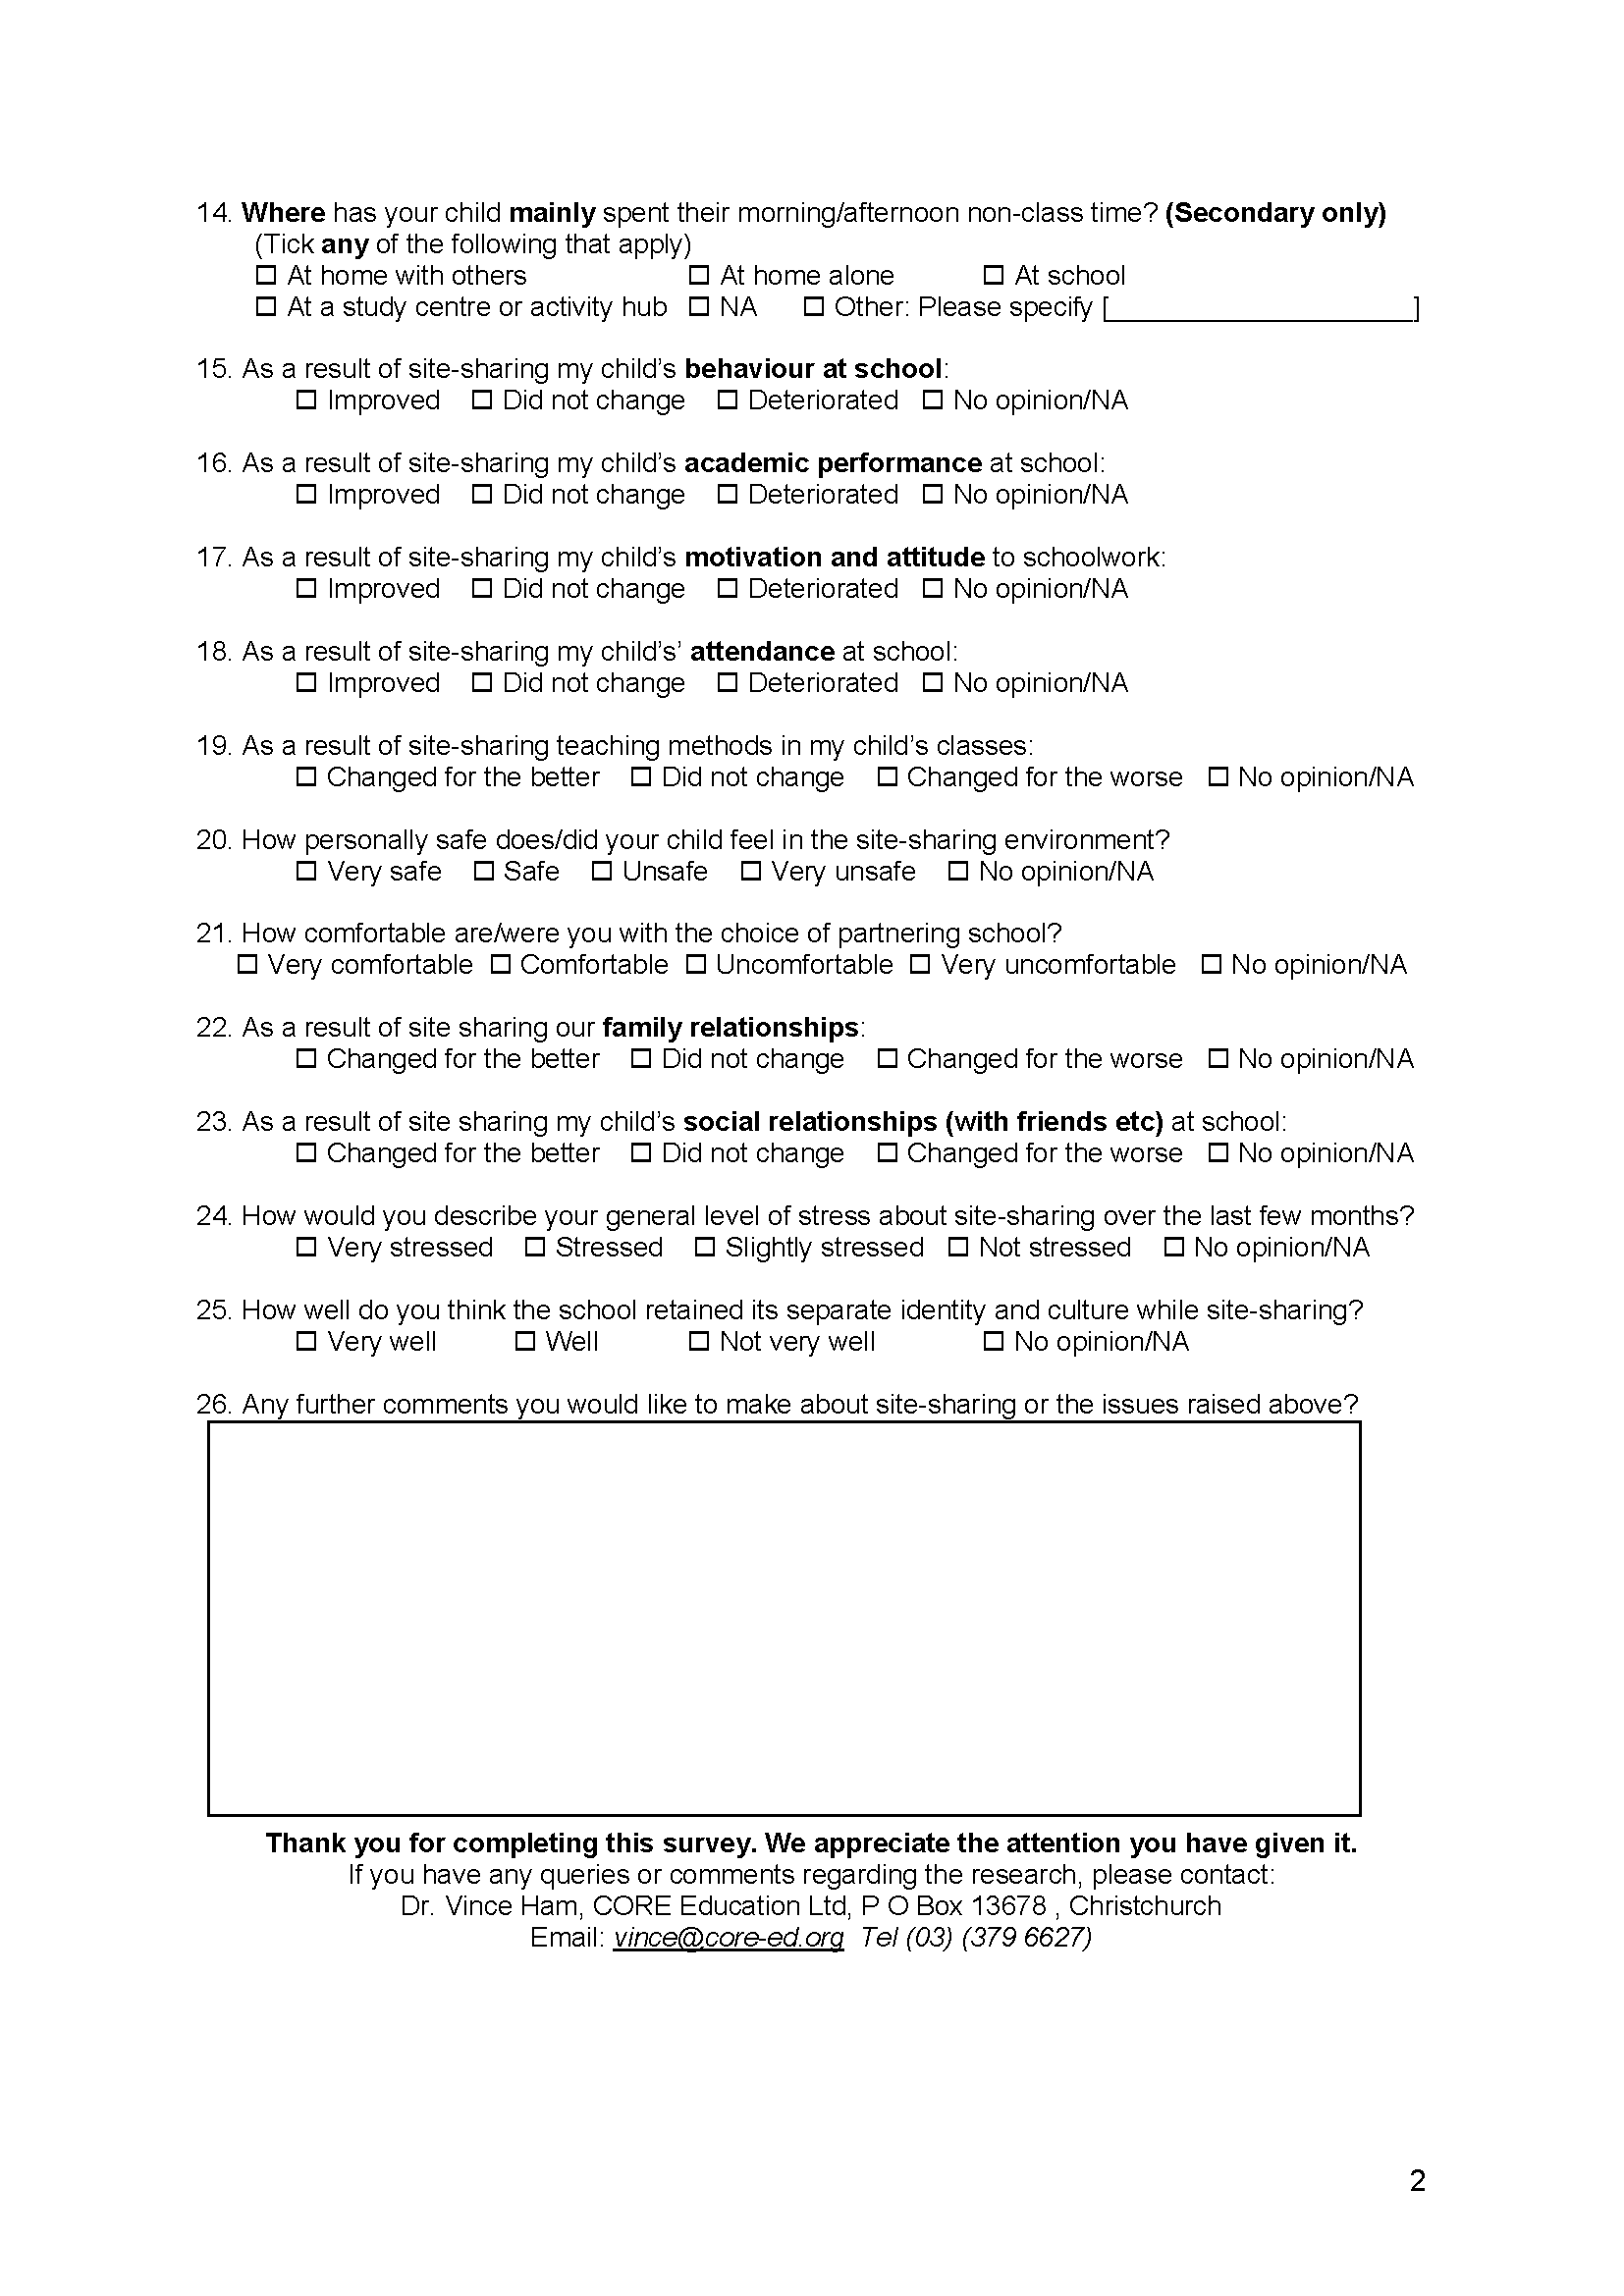 14. Where has your child mainly spent their morning/afternoon non-class time? (Secondary only)
(Tick any of the following that apply)
☐ At home with others ☐ At home alone ☐ At school
☐ At a study centre or activity hub ☐ NA ☐ Other: Please specify [____________________]
15. As a result of site-sharing my child’s behaviour at school:
☐ Improved ☐ Did not change ☐ Deteriorated ☐ No opinion/NA
16. As a result of site-sharing my child’s academic performance at school:
☐ Improved ☐ Did not change ☐ Deteriorated ☐ No opinion/NA
17. As a result of site-sharing my child’s motivation and attitude to schoolwork:
☐ Improved ☐ Did not change ☐ Deteriorated ☐ No opinion/NA
18. As a result of site-sharing my child’s’ attendance at school:
☐ Improved ☐ Did not change ☐ Deteriorated ☐ No opinion/NA
19. As a result of site-sharing teaching methods in my child’s classes:
☐ Changed for the better ☐ Did not change ☐ Changed for the worse ☐ No opinion/NA
20. How personally safe does/did your child feel in the site-sharing environment?
☐ Very safe ☐ Safe ☐ Unsafe ☐ Very unsafe ☐ No opinion/NA
21. How comfortable are/were you with the choice of partnering school?
☐ Very comfortable ☐ Comfortable ☐ Uncomfortable ☐ Very uncomfortable ☐ No opinion/NA
22. As a result of site sharing our family relationships:
☐ Changed for the better ☐ Did not change ☐ Changed for the worse ☐ No opinion/NA
23. As a result of site sharing my child’s social relationships (with friends etc) at school:
☐ Changed for the better ☐ Did not change ☐ Changed for the worse ☐ No opinion/NA
24. How would you describe your general level of stress about site-sharing over the last few months?
☐ Very stressed ☐ Stressed ☐ Slightly stressed ☐ Not stressed ☐ No opinion/NA
25. How well do you think the school retained its separate identity and culture while site-sharing?
☐ Very well ☐ Well ☐ Not very well ☐ No opinion/NA
26. Any further comments you would like to make about site-sharing or the issues raised above?
Thank you for completing this survey. We appreciate the attention you have given it.
If you have any queries or comments regarding the research, please contact:
Dr. Vince Ham, CORE Education Ltd, P O Box 13678 , Christchurch
Email: vince@core-ed.org Tel (03) (379 6627)
2